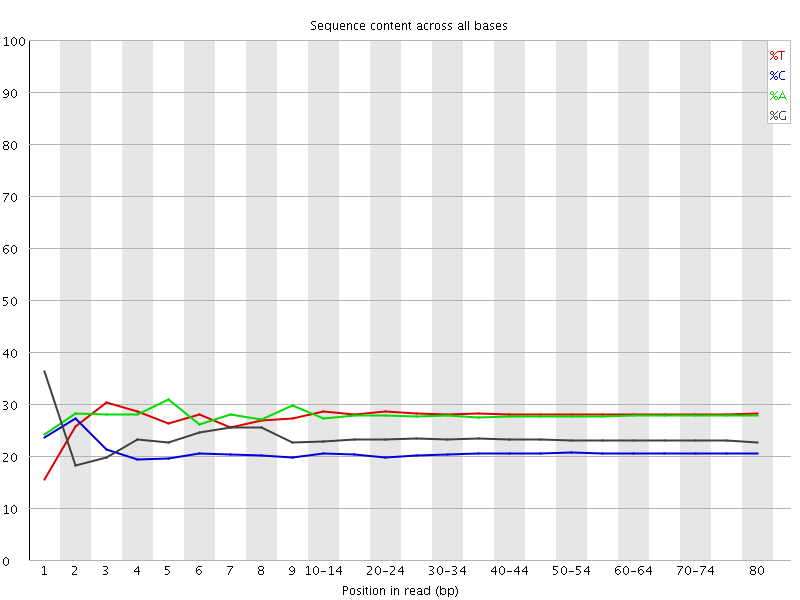 Sequence content across all bases
%T
%C
%A
%G
100
90
80
70
60
50
40
30
20
10
0
1 2 3 4 5 6 7 8 9 10-14 20-24 30-34 40-44 50-54 60-64 70-74 80
Position in read (bp)